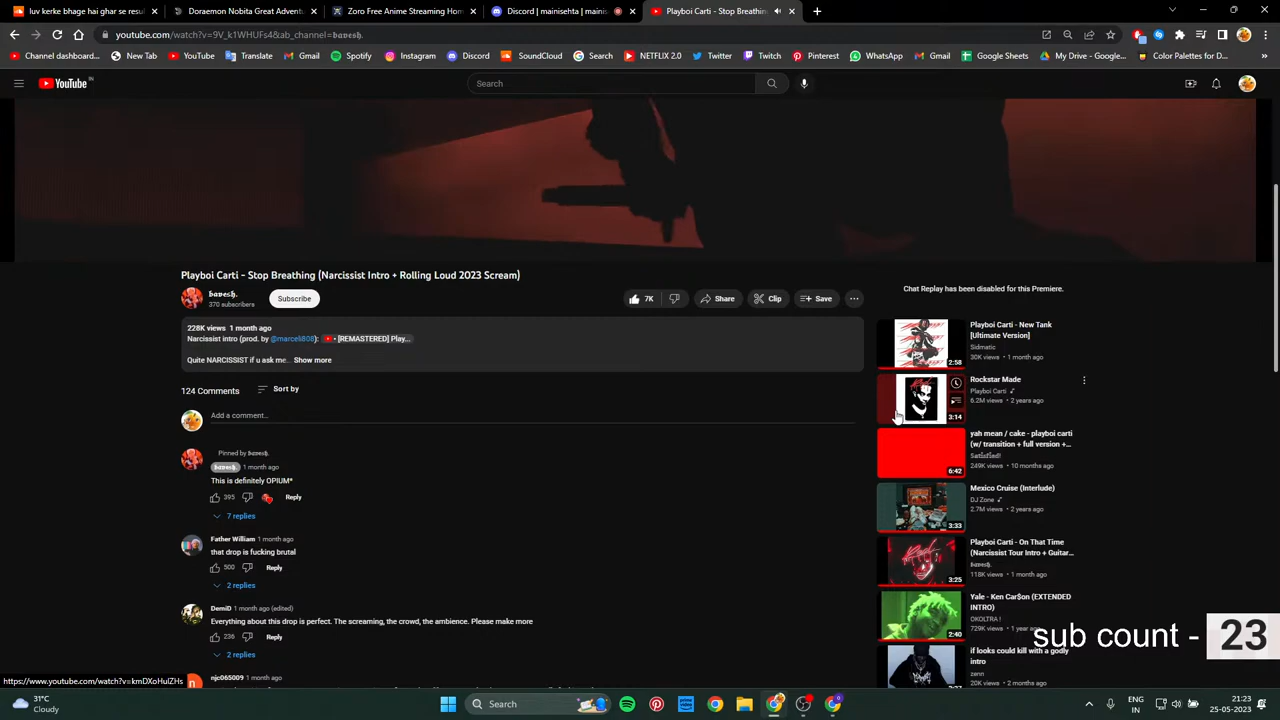 luv kerke bhage hai ghar se resul
Doraemon Nobita Great Adventur
Zoro Free Anime Streaming Hom
Discord | mainisehta | mainis
Playboi Carti - Stop Breathin
youtube.com/watch?v=9V_k1WHUFs4&ab_channel=ɓąvєsɧ.
Channel dashboard...
New Tab
YouTube
Translate
Spotify
Instagram
Discord
SoundCloud
Search
NETFLIX 2.0
Twitter
Twitch
Pinterest
WhatsApp
Gmail
Google Sheets
My Drive - Google...
Color Palettes for D...
YouTube IN
Search
Playboi Carti - Stop Breathing (Narcissist Intro + Rolling Loud 2023 Scream)
370 subscribers
Subscribe
Share
Clip
Save
228K views 1 month ago
Narcissist intro (prod. by @marceli808): • [REMASTERED] Play...
Quite NARCISSIST if u ask me... Show more
124 Comments
Sort by
Add a comment...
Pinned by ɓąvєsɧ.
1 month ago
This is definitely OPIUM*
395
Reply
7 replies
Father William 1 month ago
that drop is fucking brutal
500
Reply
2 replies
DemiD 1 month ago (edited)
Everything about this drop is perfect. The screaming, the crowd, the ambience. Please make more
236
Reply
2 replies
njc065009 1 month ago
Chat Replay has been disabled for this Premiere.
Playboi Carti - New Tank
[Ultimate Version]
Sidmatic
30K views • 1 month ago
2:58
Rockstar Made
Playboi Carti
6.2M views • 2 years ago
3:14
yah mean / cake - playboi carti
(w/ transition + full version +...
249K views • 10 months ago
6:42
Mexico Cruise (Interlude)
DJ Zone
2.7M views • 2 years ago
3:33
Playboi Carti - On That Time
(Narcissist Tour Intro + Guitar...
118K views • 1 month ago
3:25
Yale - Ken Car$on (EXTENDED
INTRO)
OKOLTRA !
729K views • 1 year ago
2:40
if looks could kill with a godly
intro
zenn
20K views • 2 months ago
sub count - 23
https://www.youtube.com/watch?v=kmDXoHulZHs
31°C
Cloudy
Search
ENG
IN
21:23
25-05-2023